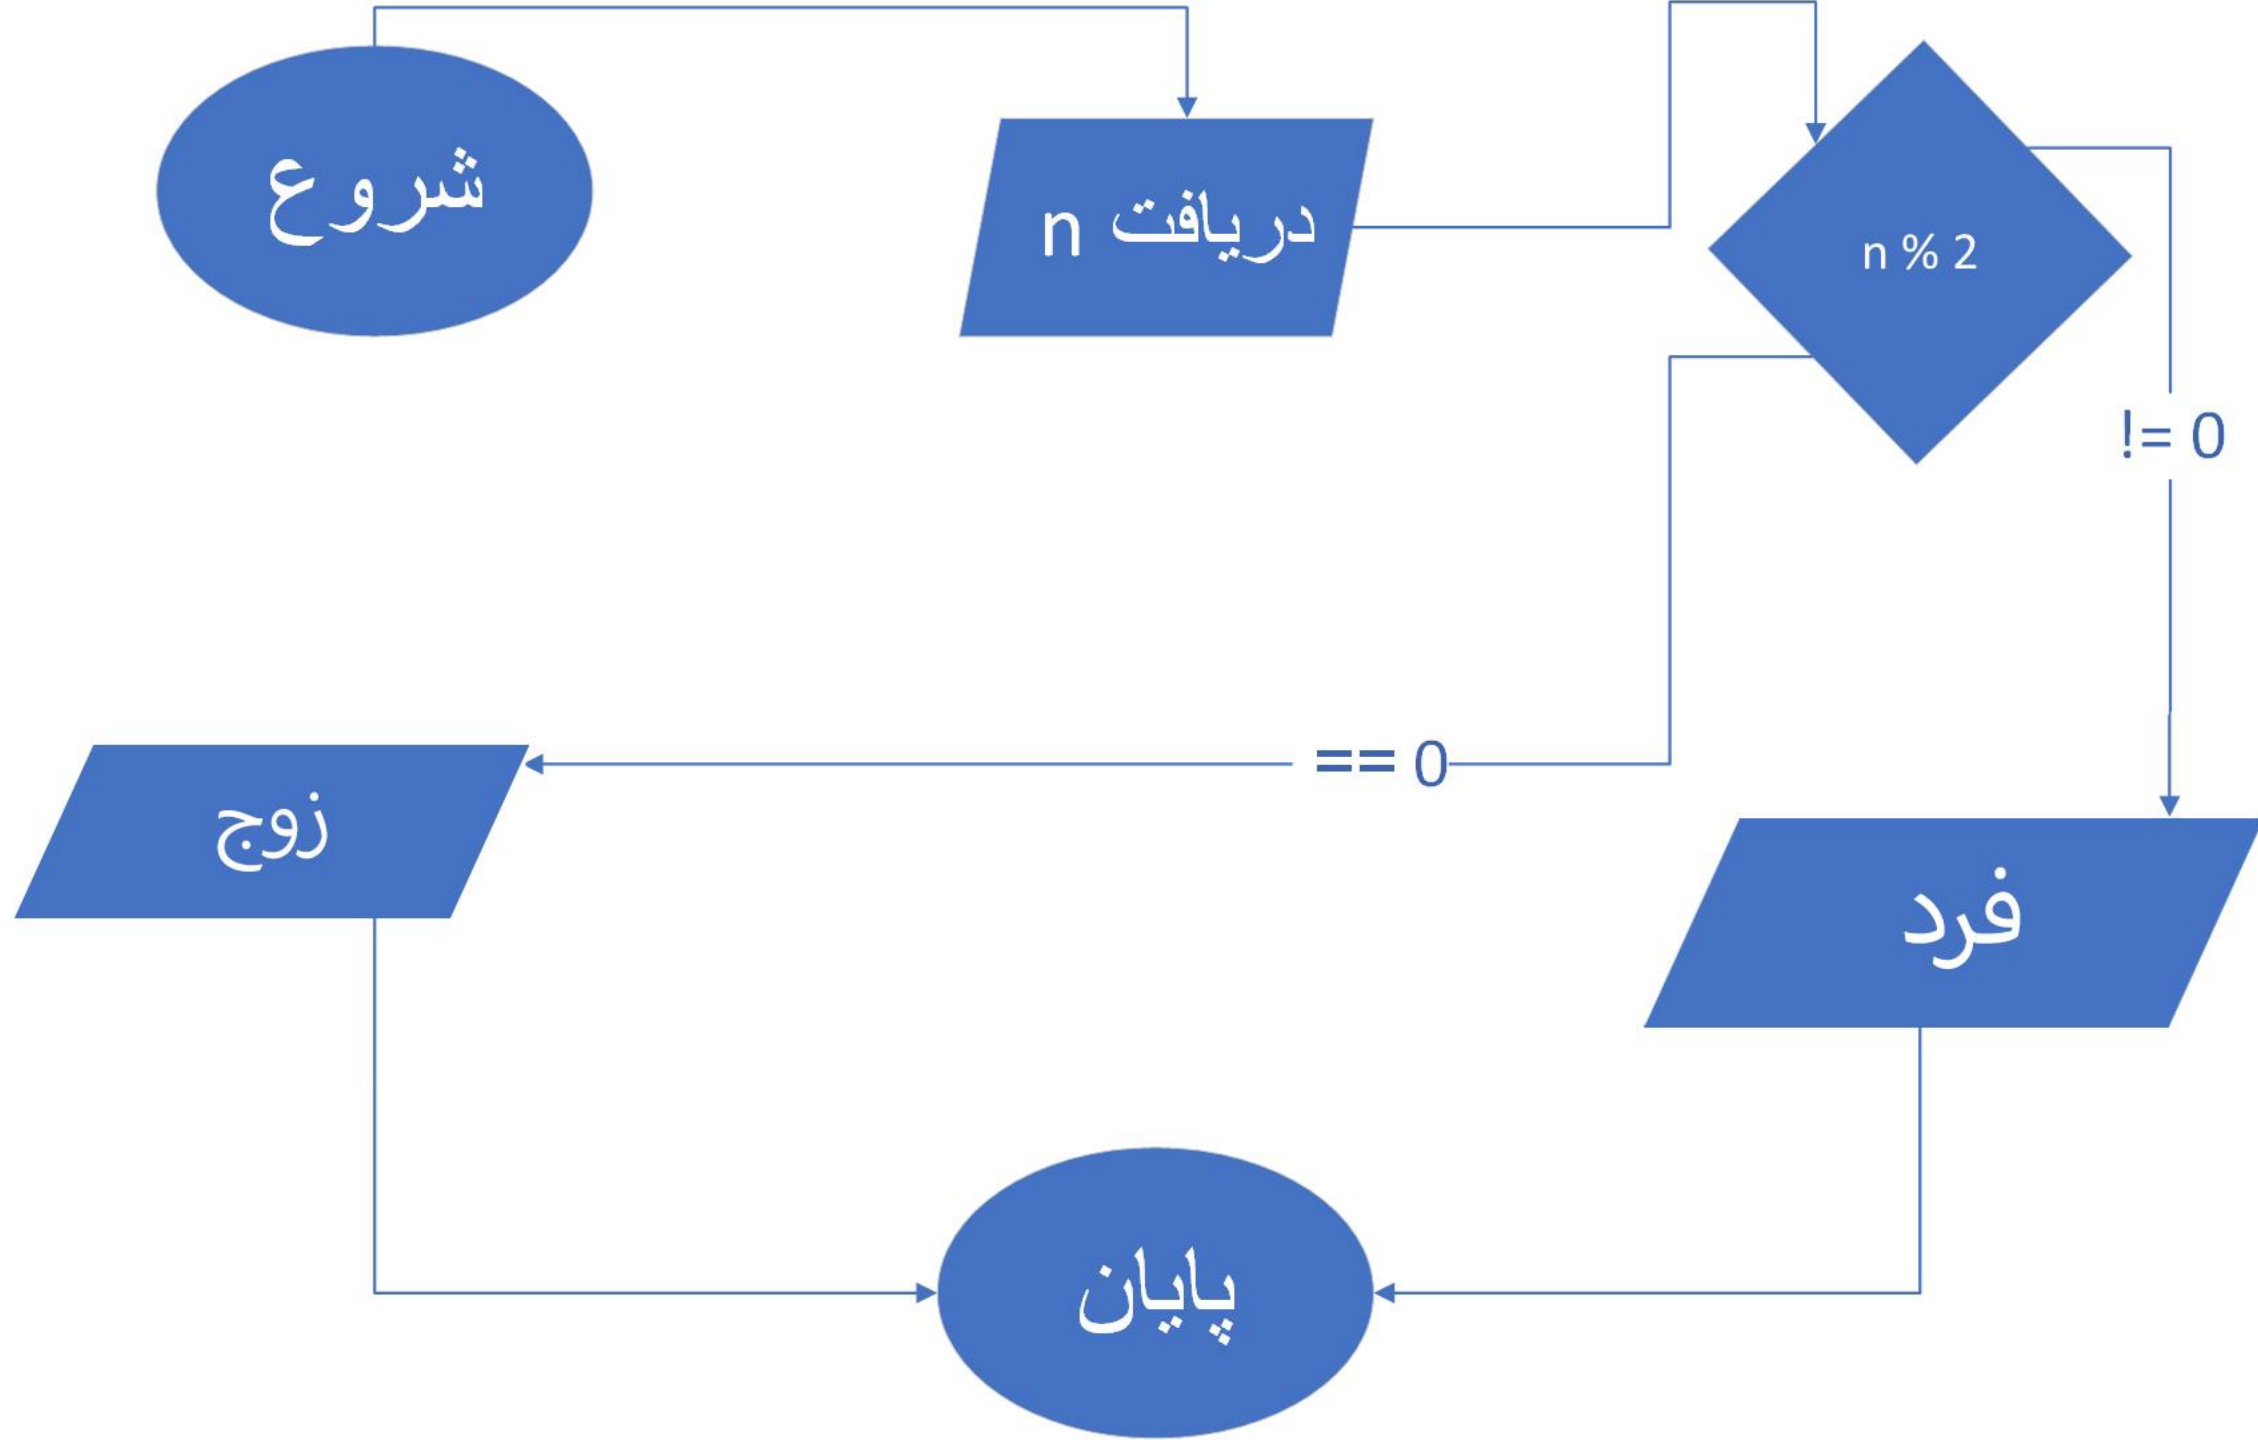 شروع
دریافت n
n % 2
!= 0
== 0
زوج
فرد
پایان